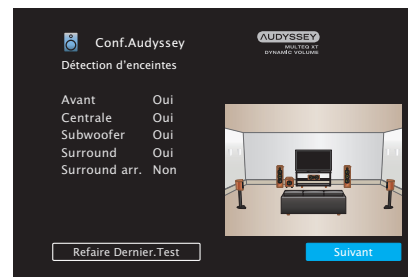 Conf.Audyssey
AUDYSSEY
MULTEQ XT
DYNAMIC VOLUME
Détection d'enceintes
Avant Oui
Centrale Oui
Subwoofer Oui
Surround Oui
Surround arr. Non
Refaire Dernier.Test
Suivant